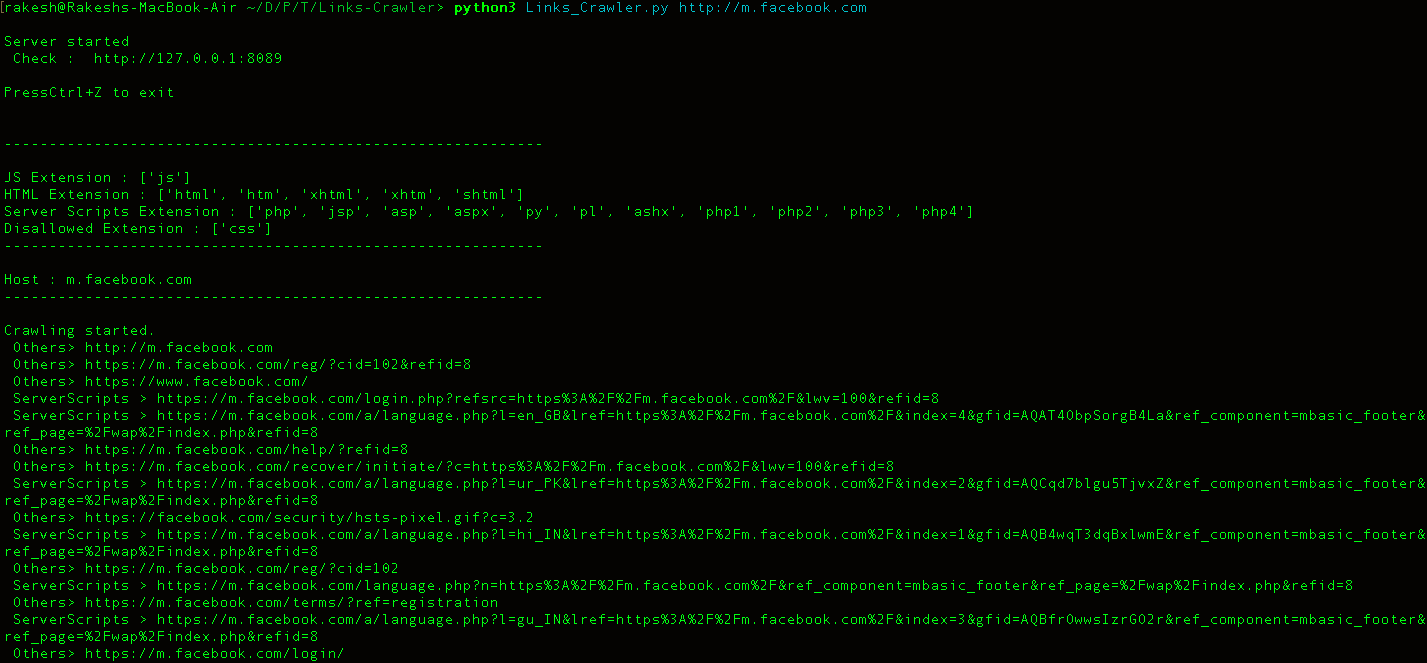 [rakesh@Rakeshs-MacBook-Air ~/D/P/T/Links-Crawler> python3 Links_Crawler.py http://m.facebook.com
Server started
Check :  http://127.0.0.1:8089
PressCtrl+Z to exit
------------------------------------------------------------
JS Extension : ['js']
HTML Extension : ['html', 'htm', 'xhtml', 'xhtm', 'shtml']
Server Scripts Extension : ['php', 'jsp', 'asp', 'aspx', 'py', 'pl', 'ashx', 'php1', 'php2', 'php3', 'php4']
Disallowed Extension : ['css']
------------------------------------------------------------
Host : m.facebook.com
------------------------------------------------------------
Crawling started.
Others> http://m.facebook.com
Others> https://m.facebook.com/reg/?cid=102&refid=8
Others> https://www.facebook.com/
ServerScripts > https://m.facebook.com/login.php?refsrc=https%3A%2F%2Fm.facebook.com%2F&lwv=100&refid=8
ServerScripts > https://m.facebook.com/a/language.php?l=en_GB&lref=https%3A%2F%2Fm.facebook.com%2F&index=4&gfid=AQAT4ObpSorgB4La&ref_component=mbasic_footer&
ref_page=%2Fwap%2Findex.php&refid=8
Others> https://m.facebook.com/help/?refid=8
Others> https://m.facebook.com/recover/initiate/?c=https%3A%2F%2Fm.facebook.com%2F&lwv=100&refid=8
ServerScripts > https://m.facebook.com/a/language.php?l=ur_PK&lref=https%3A%2F%2Fm.facebook.com%2F&index=2&gfid=AQCqd7blgu5TjvxZ&ref_component=mbasic_footer&
ref_page=%2Fwap%2Findex.php&refid=8
Others> https://facebook.com/security/hsts-pixel.gif?c=3.2
ServerScripts > https://m.facebook.com/a/language.php?l=hi_IN&lref=https%3A%2F%2Fm.facebook.com%2F&index=1&gfid=AQB4wqT3dqBxlwmE&ref_component=mbasic_footer&
ref_page=%2Fwap%2Findex.php&refid=8
Others> https://m.facebook.com/reg/?cid=102
ServerScripts > https://m.facebook.com/language.php?n=https%3A%2F%2Fm.facebook.com%2F&ref_component=mbasic_footer&ref_page=%2Fwap%2Findex.php&refid=8
Others> https://m.facebook.com/terms/?ref=registration
ServerScripts > https://m.facebook.com/a/language.php?l=gu_IN&lref=https%3A%2F%2Fm.facebook.com%2F&index=3&gfid=AQBfrOwwsIzrGO2r&ref_component=mbasic_footer&
ref_page=%2Fwap%2Findex.php&refid=8
Others> https://m.facebook.com/login/